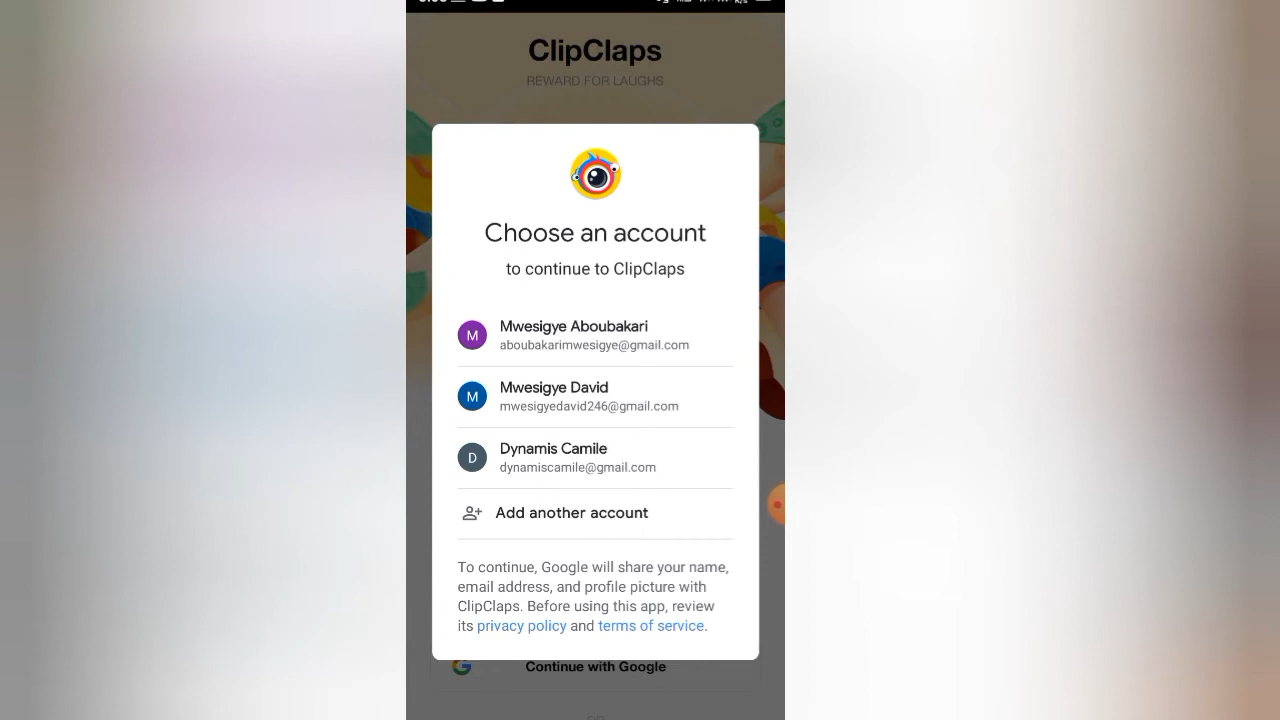 ClipClaps
REWARD FOR LAUGHS
Choose an account
to continue to ClipClaps
M
Mwesigye Aboubakari
aboubakarimwesigye@gmail.com
M
Mwesigye David
mwesigyedavid246@gmail.com
D
Dynamis Camile
dynamiscamile@gmail.com
Add another account
To continue, Google will share your name,
email address, and profile picture with
ClipClaps. Before using this app, review
its privacy policy and terms of service.
Continue with Google